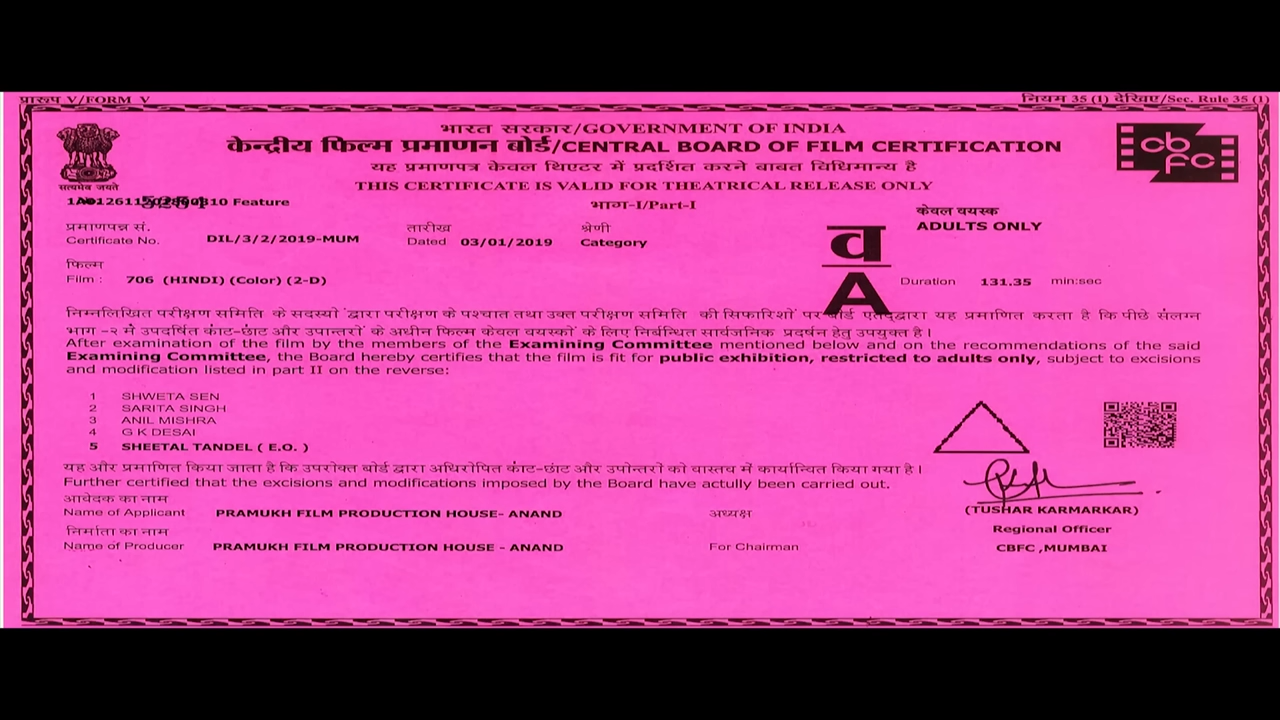 प्रारूप V/FORM V
नियम 35 (1) देखिए/Sec. Rule 35 (1)
भारत सरकार/GOVERNMENT OF INDIA
केन्द्रीय फिल्म प्रमाणन बोर्ड/CENTRAL BOARD OF FILM CERTIFICATION
cb
fc
यह प्रमाणपत्र केवल थिएटर में प्रदर्शित करने बाबत विधिमान्य है
THIS CERTIFICATE IS VALID FOR THEATRICAL RELEASE ONLY
सत्यमेव जयते
Feature
भाग-I/Part-I
केवल वयस्क
ADULTS ONLY
प्रमाणपत्र सं.
Certificate No. DIL/3/2/2019-MUM
तारीख
Dated 03/01/2019
श्रेणी
Category
व
A
फिल्म
Film : 706 (HINDI) (Color) (2-D)
Duration 131.35 min:sec
निम्नलिखित परीक्षण समिति के सदस्यों द्वारा परीक्षण के पश्चात तथा उक्त परीक्षण समिति की सिफारिशों पर बोर्ड एतद्द्वारा यह प्रमाणित करता है कि पीछे संलग्न
भाग -२ में उपदर्षित कांट-छांट और उपान्तरों के अधीन फिल्म केवल वयस्कों के लिए निर्बन्धित सार्वजनिक प्रदर्षन हेतु उपयुक्त है।
After examination of the film by the members of the Examining Committee mentioned below and on the recommendations of the said
Examining Committee, the Board hereby certifies that the film is fit for public exhibition, restricted to adults only, subject to excisions
and modification listed in part II on the reverse:
1 SHWETA SEN
2 SARITA SINGH
3 ANIL MISHRA
4 G K DESAI
5 SHEETAL TANDEL ( E.O. )
यह और प्रमाणित किया जाता है कि उपरोक्त बोर्ड द्वारा अधिरोपित कांट-छांट और उपोन्तरों को वास्तव में कार्यान्वित किया गया है।
Further certified that the excisions and modifications imposed by the Board have actully been carried out.
आवेदक का नाम
Name of Applicant PRAMUKH FILM PRODUCTION HOUSE- ANAND
निर्माता का नाम
Name of Producer PRAMUKH FILM PRODUCTION HOUSE - ANAND
अध्यक्ष
For Chairman
(TUSHAR KARMARKAR)
Regional Officer
CBFC ,MUMBAI